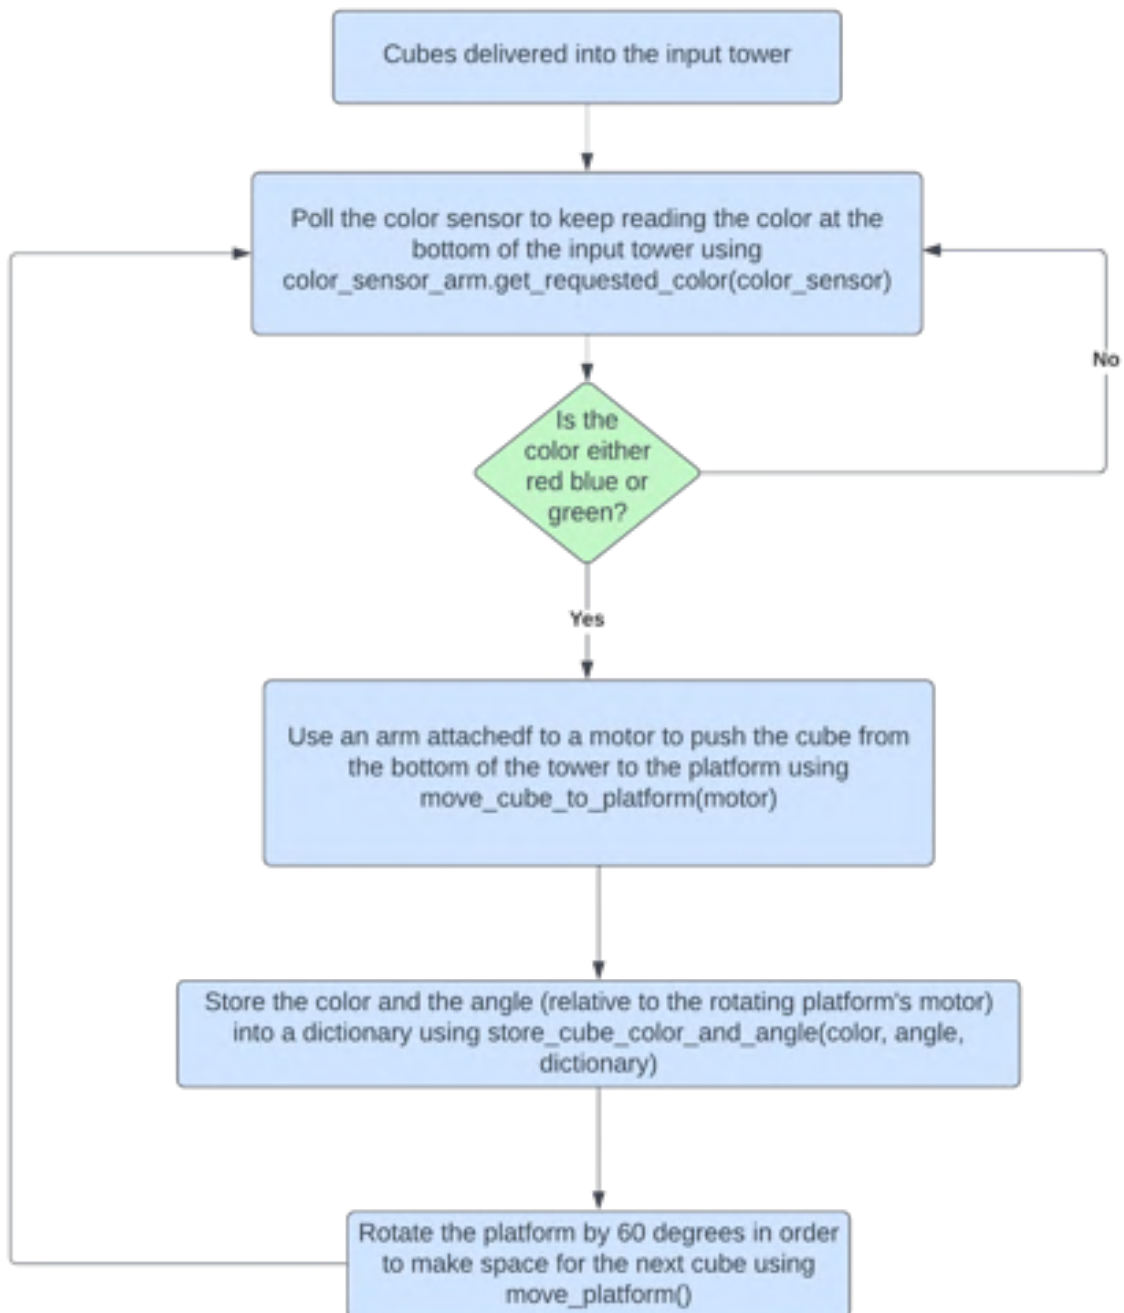 Cubes delivered into the input tower
Poll the color sensor to keep reading the color at the
bottom of the input tower using
color_sensor_arm.get_requested_color(color_sensor)
No
Is the
color either
red blue or
green?
Yes
Use an arm attachedf to a motor to push the cube from
the bottom of the tower to the platform using
move_cube_to_platform(motor)
Store the color and the angle (relative to the rotating platform's motor)
into a dictionary using store_cube_color_and_angle(color, angle,
dictionary)
Rotate the platform by 60 degrees in order
to make space for the next cube using
move_platform()